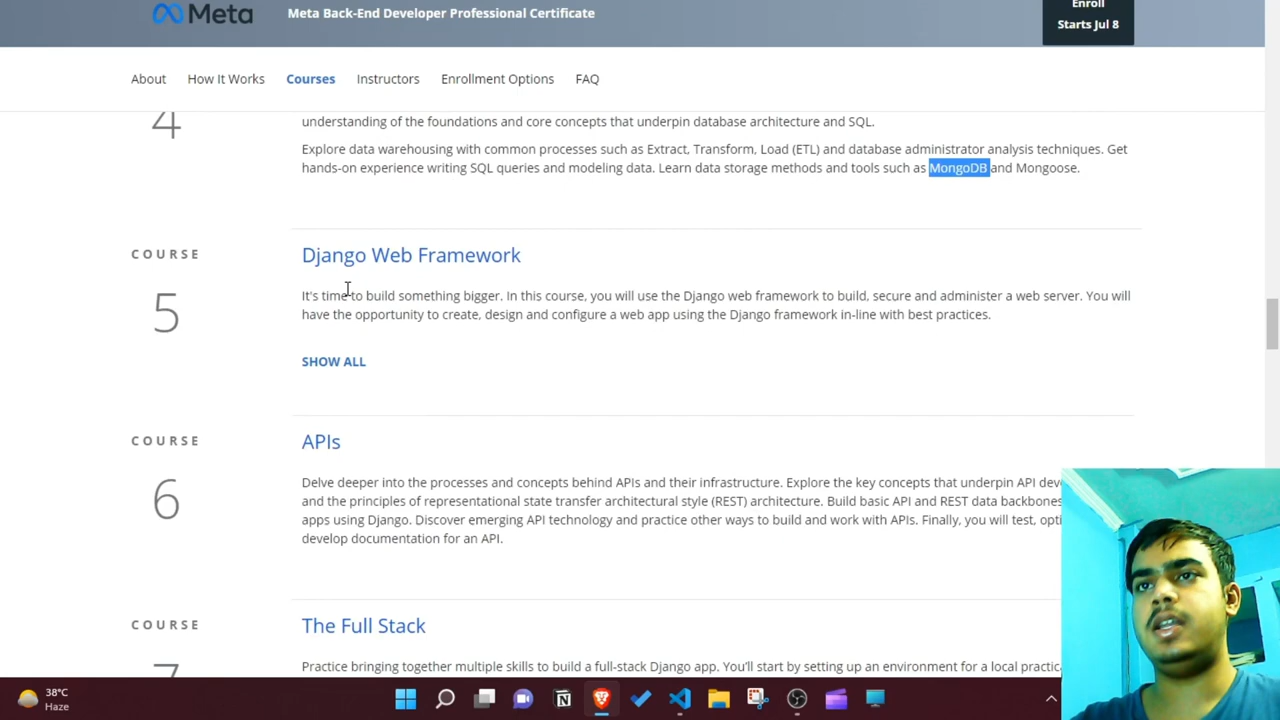 Meta
Meta Back-End Developer Professional Certificate
Enroll
Starts Jul 8
About How It Works Courses Instructors Enrollment Options FAQ
4
understanding of the foundations and core concepts that underpin database architecture and SQL.
Explore data warehousing with common processes such as Extract, Transform, Load (ETL) and database administrator analysis techniques. Get
hands-on experience writing SQL queries and modeling data. Learn data storage methods and tools such as MongoDB and Mongoose.
COURSE
5
Django Web Framework
It's time to build something bigger. In this course, you will use the Django web framework to build, secure and administer a web server. You will
have the opportunity to create, design and configure a web app using the Django framework in-line with best practices.
SHOW ALL
COURSE
6
APIs
Delve deeper into the processes and concepts behind APIs and their infrastructure. Explore the key concepts that underpin API
and the principles of representational state transfer architectural style (REST) architecture. Build basic API and REST data backbones
apps using Django. Discover emerging API technology and practice other ways to build and work with APIs. Finally, you will test,
develop documentation for an API.
COURSE
7
The Full Stack
Practice bringing together multiple skills to build a full-stack Django app. You'll start by setting up an environment for a local
38°C
Haze